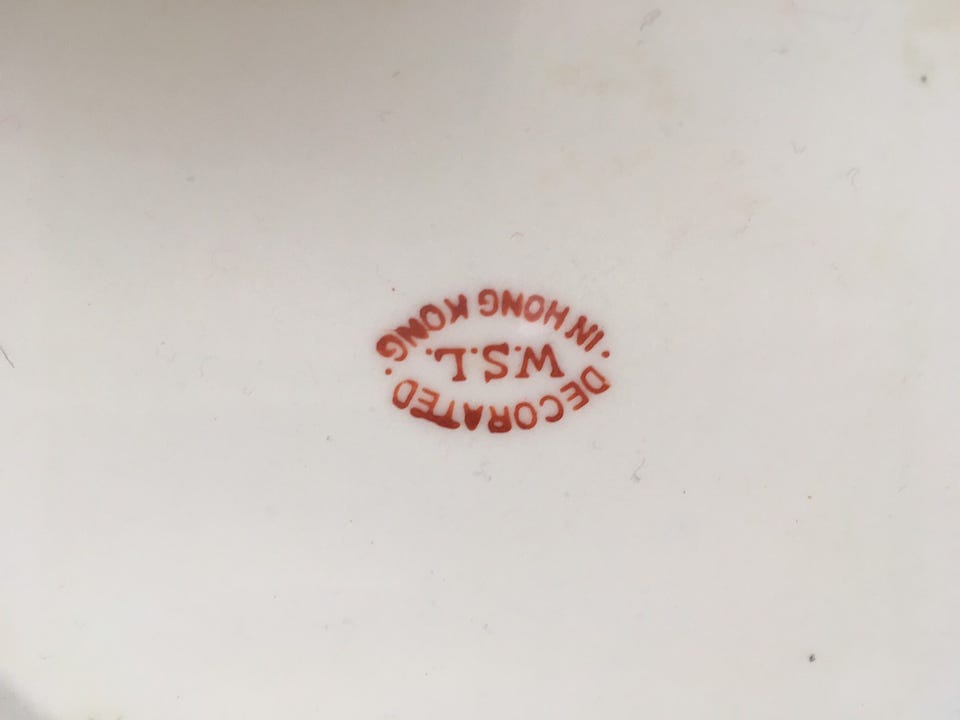 DECORATED
W.S.L.
· IN HONG KONG ·